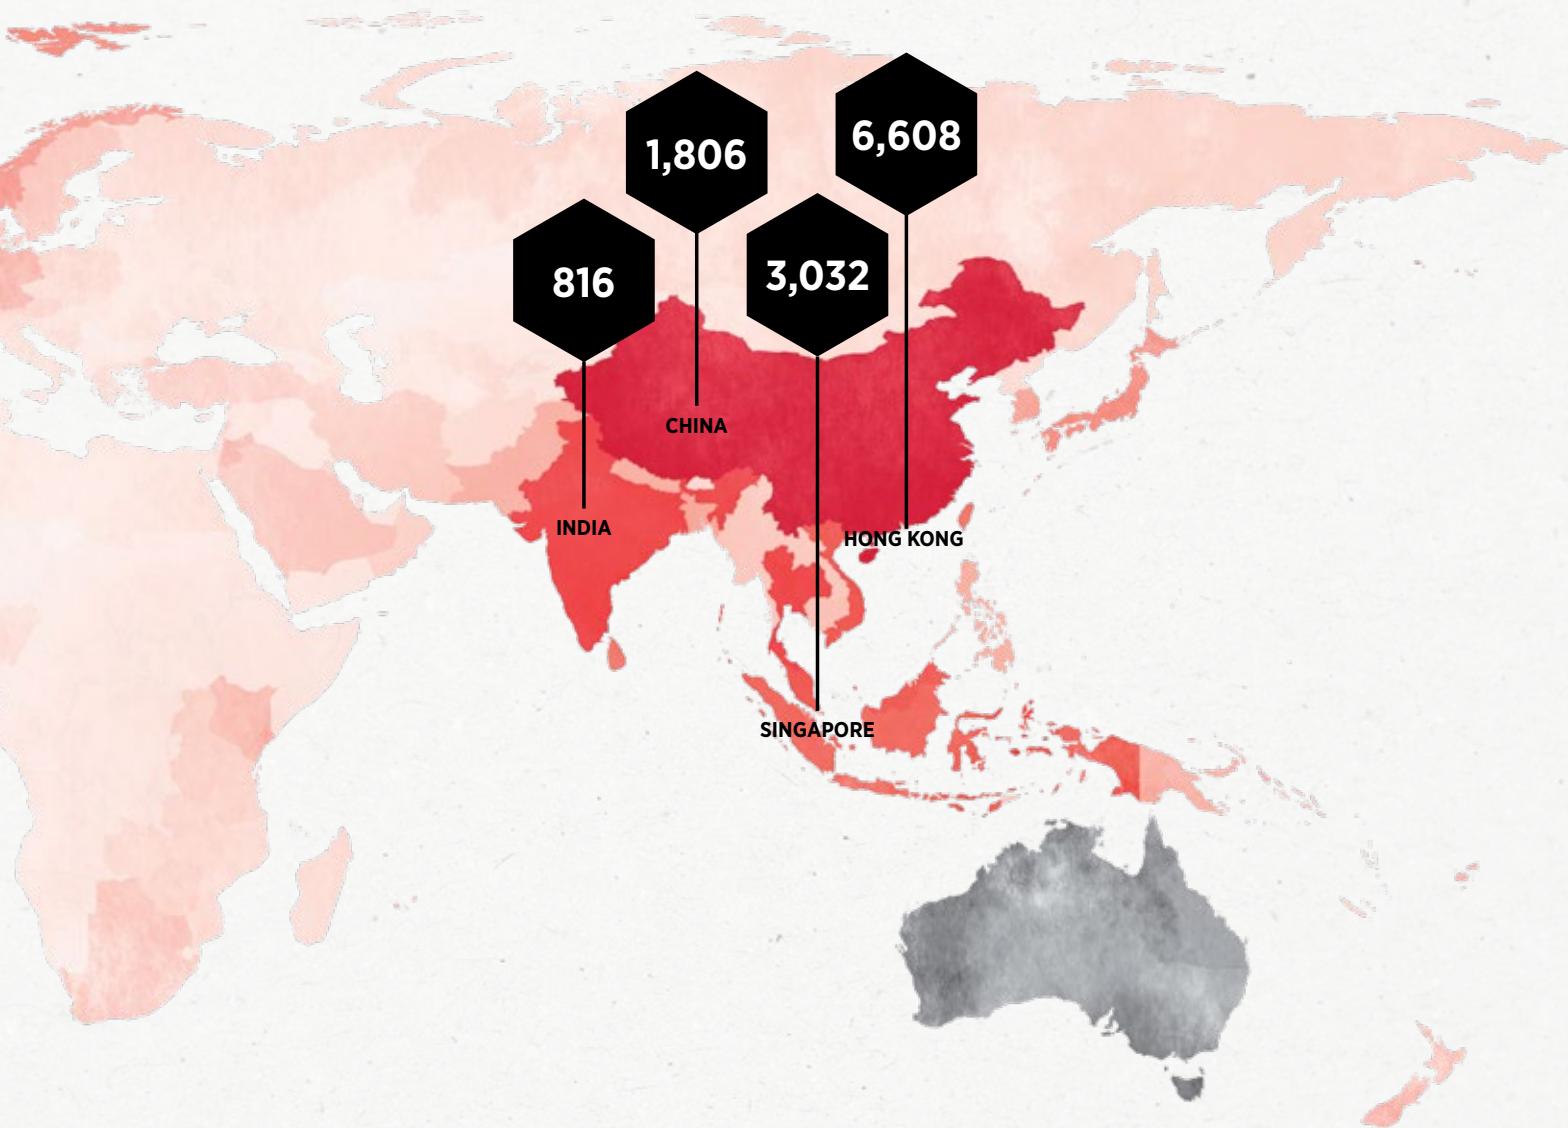 6,608
1,806
3,032
816
CHINA
INDIA
HONG KONG
SINGAPORE